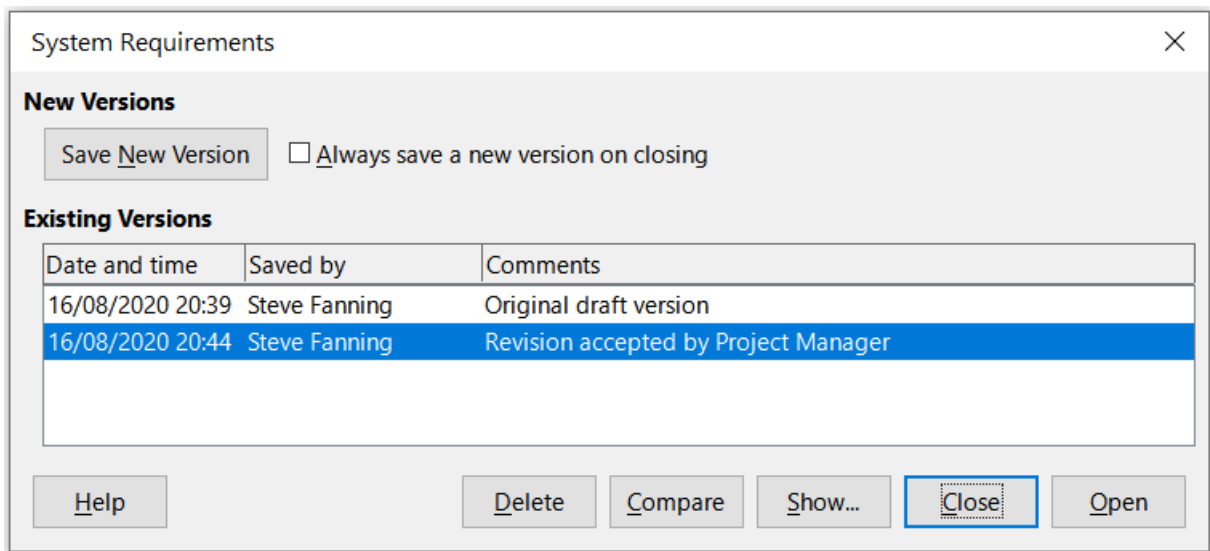 System Requirements
New Versions
Save New Version Always save a new version on closing
Existing Versions
Date and time Saved by Comments
16/08/2020 20:39 Steve Fanning Original draft version
16/08/2020 20:44 Steve Fanning Revision accepted by Project Manager
Help Delete Compare Show... Close Open